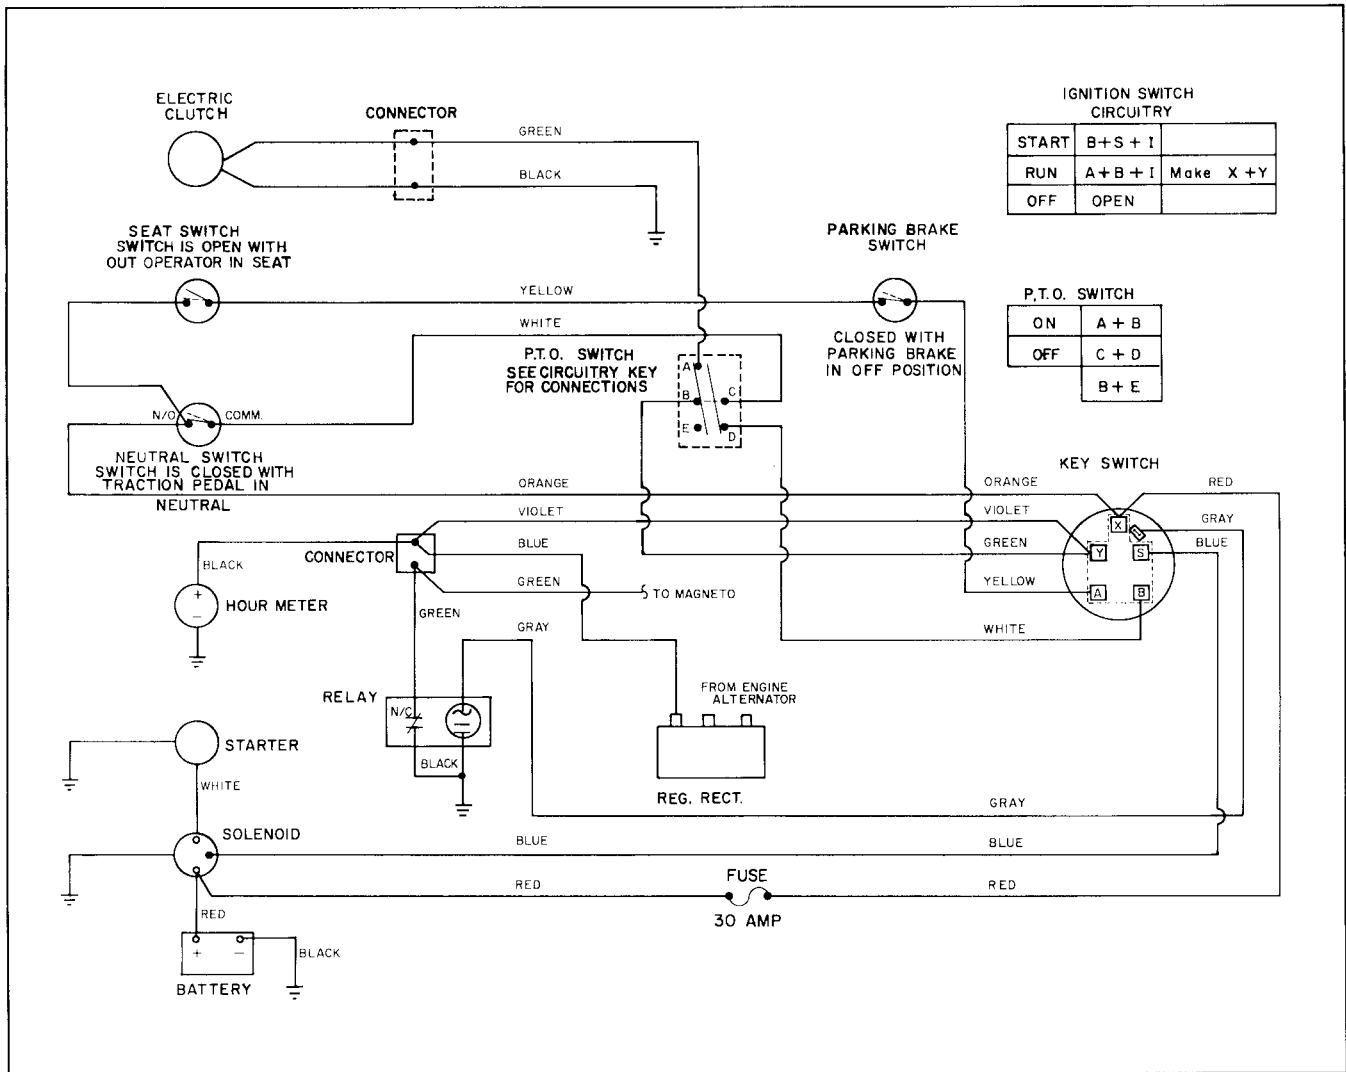 ELECTRIC
CLUTCH
CONNECTOR
GREEN
BLACK
IGNITION SWITCH
CIRCUITRY
START B+S+I
RUN A+B+I Make X+Y
OFF OPEN
SEAT SWITCH
SWITCH IS OPEN WITH
OUT OPERATOR IN SEAT
YELLOW
WHITE
PARKING BRAKE
SWITCH
CLOSED WITH
PARKING BRAKE
IN OFF POSITION
P.T.O. SWITCH
ON A + B
OFF C + D
B + E
P.T.O. SWITCH
SEE CIRCUITRY KEY
FOR CONNECTIONS
A
B
C
E
D
N/O
COMM.
NEUTRAL SWITCH
SWITCH IS CLOSED WITH
TRACTION PEDAL IN
NEUTRAL
KEY SWITCH
ORANGE
ORANGE
RED
VIOLET
VIOLET
GRAY
BLUE
GREEN
BLUE
X
Y
S
A
B
CONNECTOR
BLACK
GREEN
TO MAGNETO
YELLOW
+
–
HOUR METER
GREEN
GRAY
WHITE
RELAY
N/C
BLACK
FROM ENGINE
ALTERNATOR
REG. RECT.
STARTER
WHITE
GRAY
SOLENOID
BLUE
BLUE
RED
FUSE
30 AMP
RED
RED
+
–
BLACK
BATTERY